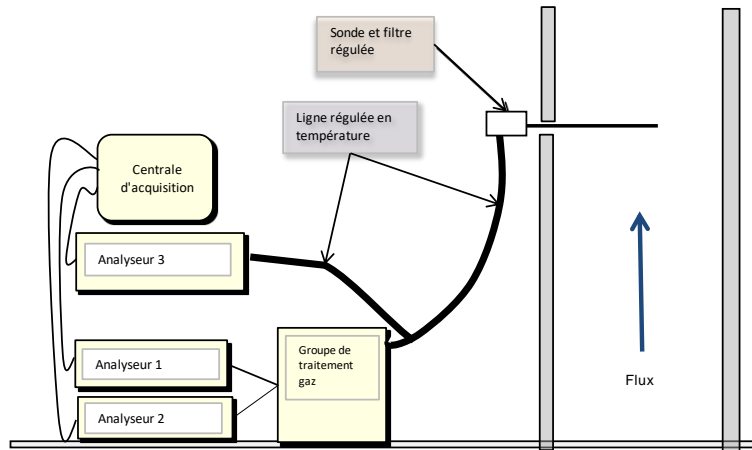 Sonde et filtre
régulée
Ligne régulée en
température
Centrale
d'acquisition
Analyseur 3
Analyseur 1
Analyseur 2
Groupe de
traitement
gaz
Flux